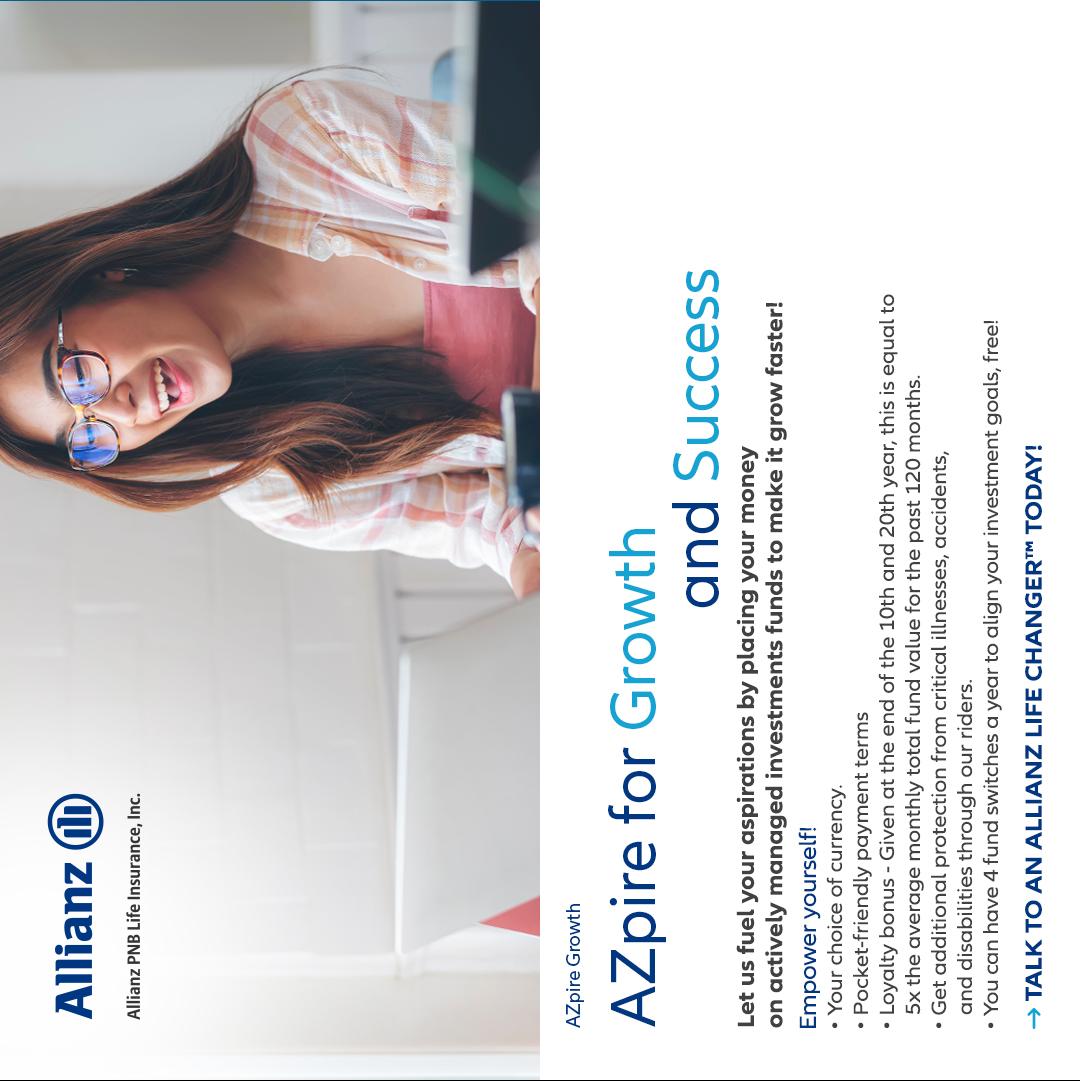 Allianz
Allianz PNB Life Insurance, Inc.
AZpire Growth
AZpire for Growth
and Success
Let us fuel your aspirations by placing your money
on actively managed investments funds to make it grow faster!
Empower yourself!
• Your choice of currency.
• Pocket-friendly payment terms
• Loyalty bonus - Given at the end of the 10th and 20th year, this is equal to
5x the average monthly total fund value for the past 120 months.
• Get additional protection from critical illnesses, accidents,
and disabilities through our riders.
• You can have 4 fund switches a year to align your investment goals, free!
→ TALK TO AN ALLIANZ LIFE CHANGER™ TODAY!